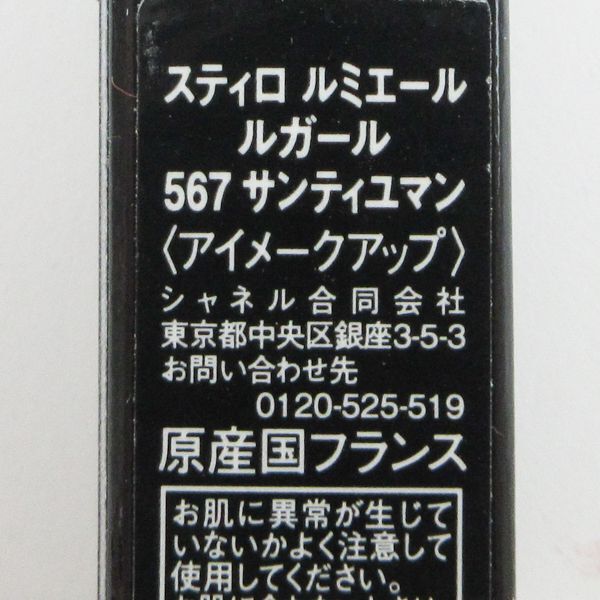 スティロ ルミエール
ルガール
567 サンティユマン
〈アイメークアップ〉
シャネル合同会社
東京都中央区銀座3-5-3
お問い合わせ先
0120-525-519
原産国フランス
お肌に異常が生じて
いないかよく注意して
使用してください。